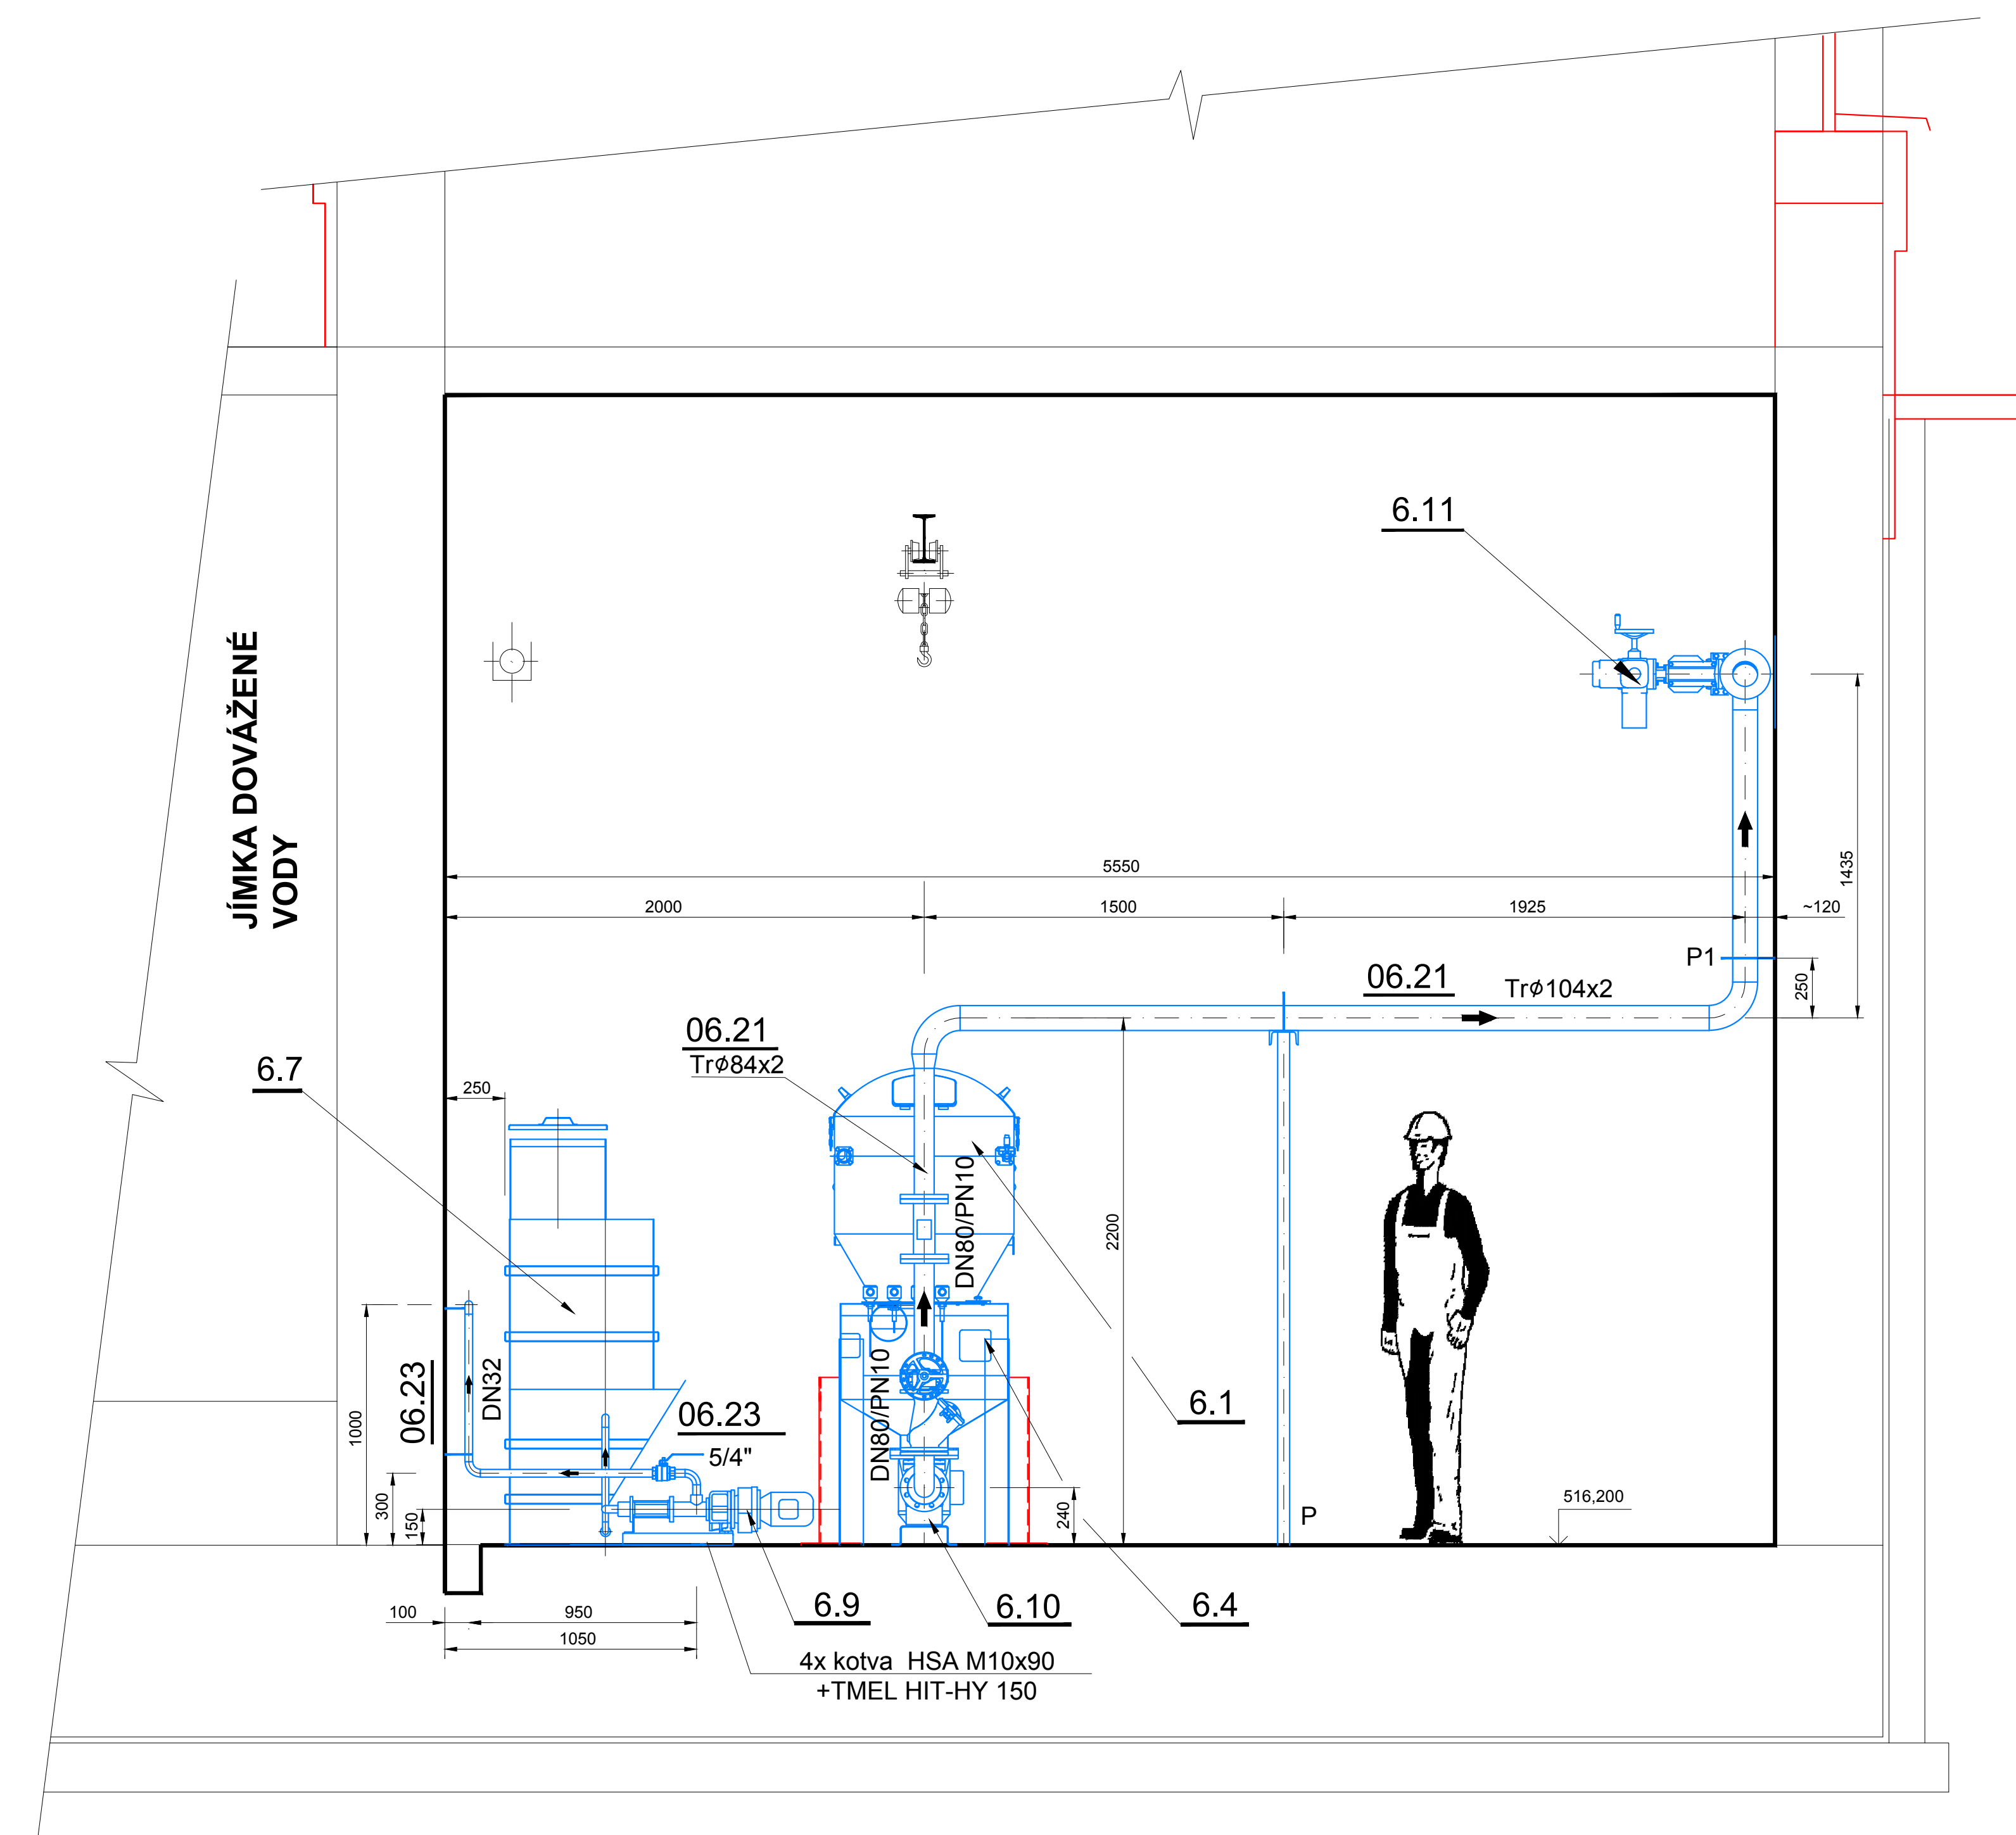 6.11
JÍMKA DOVÁŽENÉ
VODY
5550
2000
1500
1925
~120
1435
P1
250
06.21
Trø104x2
06.21
Trø84x2
6.7
250
DN80/PN10
2200
1000
06.23
DN32
06.23
5/4"
DN80/PN10
6.1
300
150
240
P
516,200
100
950
1050
6.9
6.10
6.4
4x kotva HSA M10x90
+TMEL HIT-HY 150